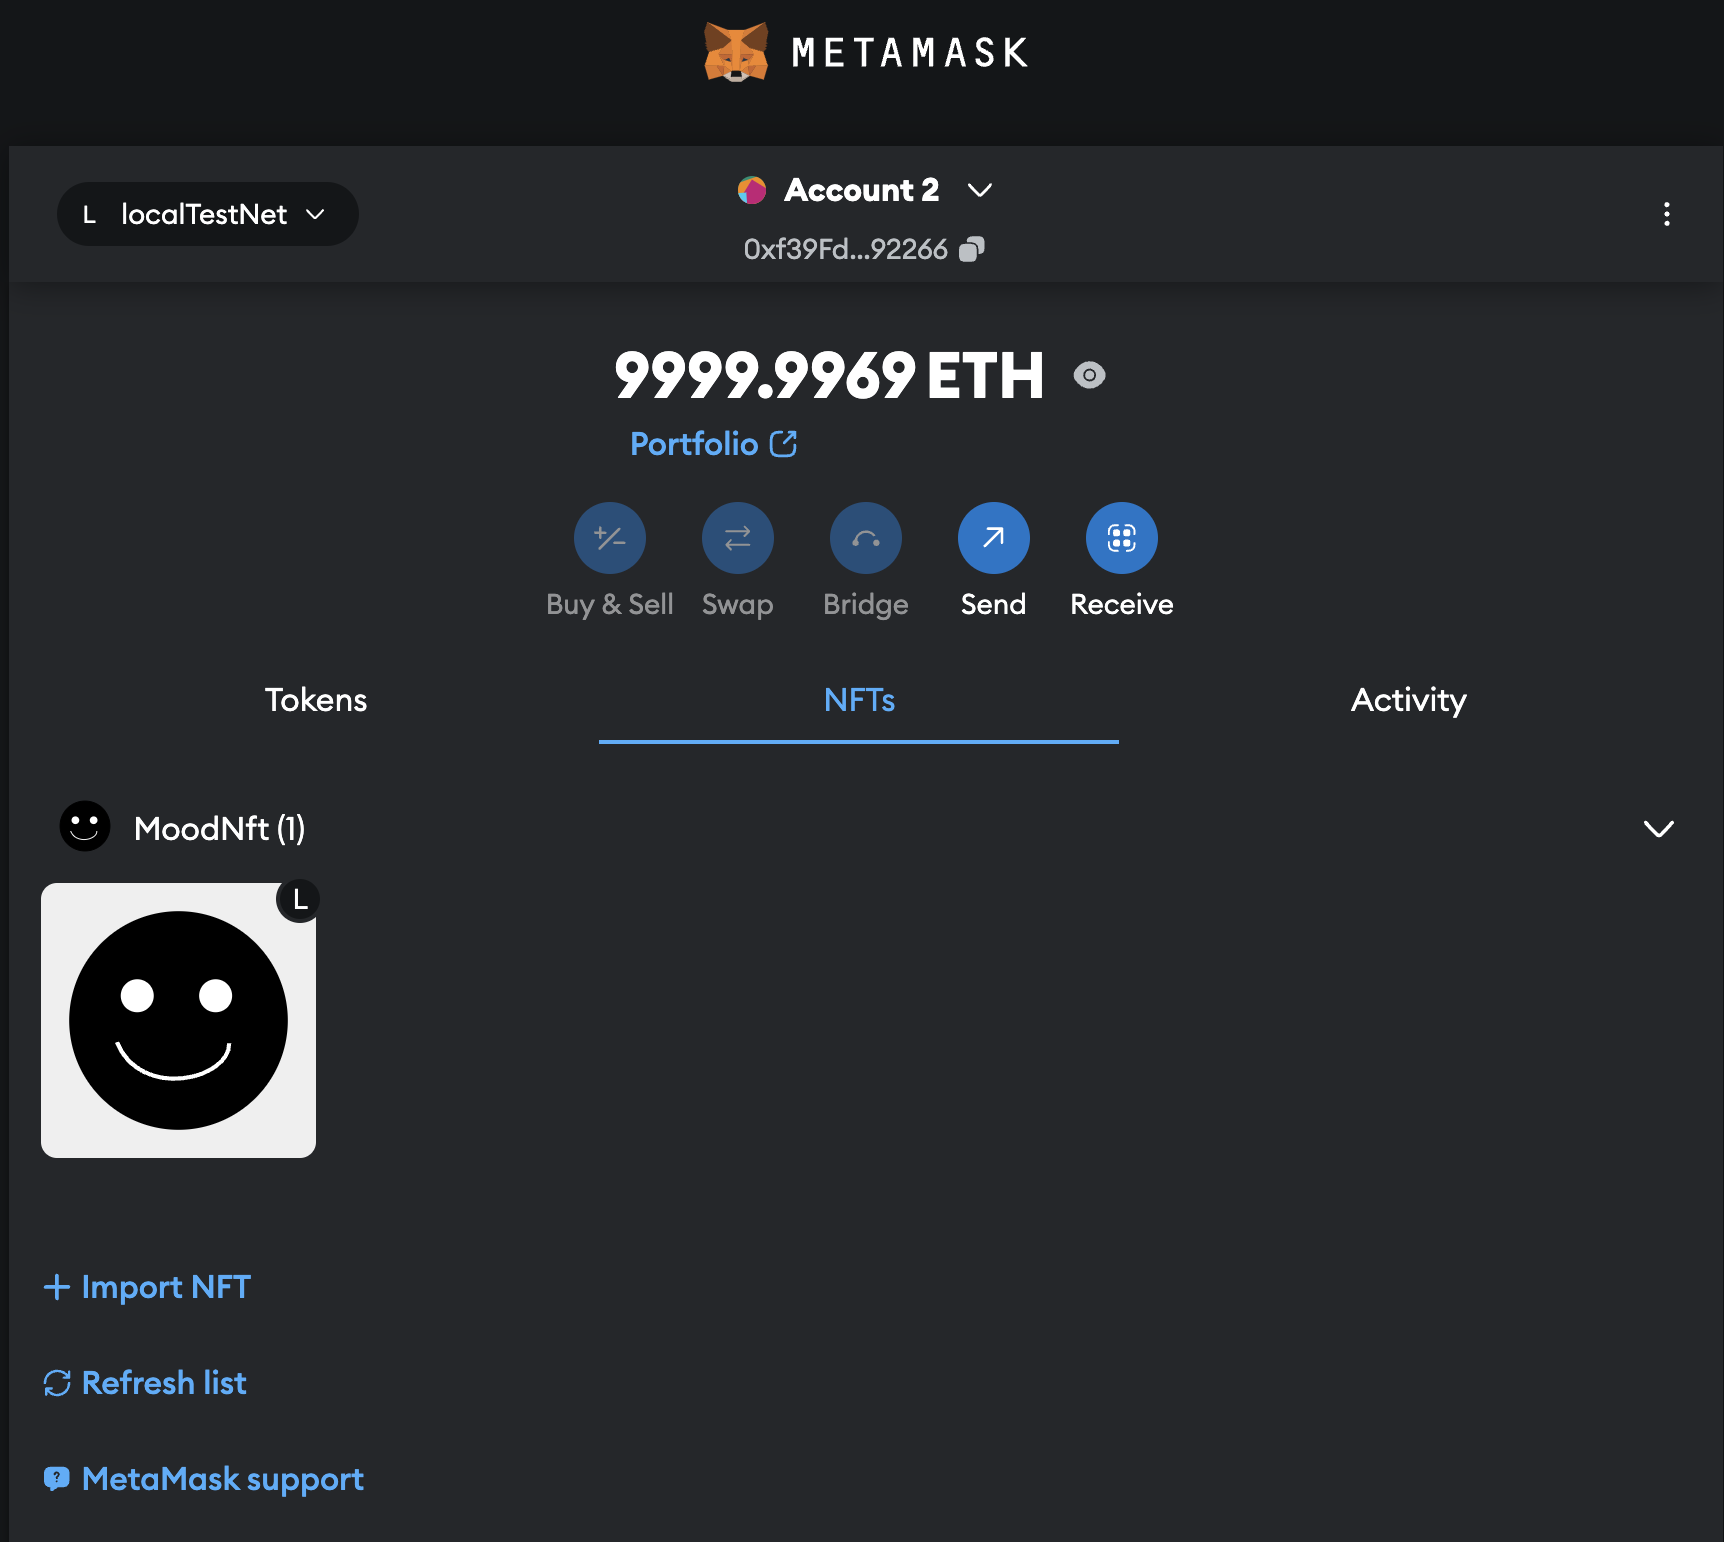 METAMASK
L localTestNet
Account 2
0xf39Fd...92266
9999.9969 ETH
Portfolio
Buy & Sell Swap Bridge Send Receive
Tokens NFTs Activity
MoodNft (1)
L
Import NFT
Refresh list
MetaMask support